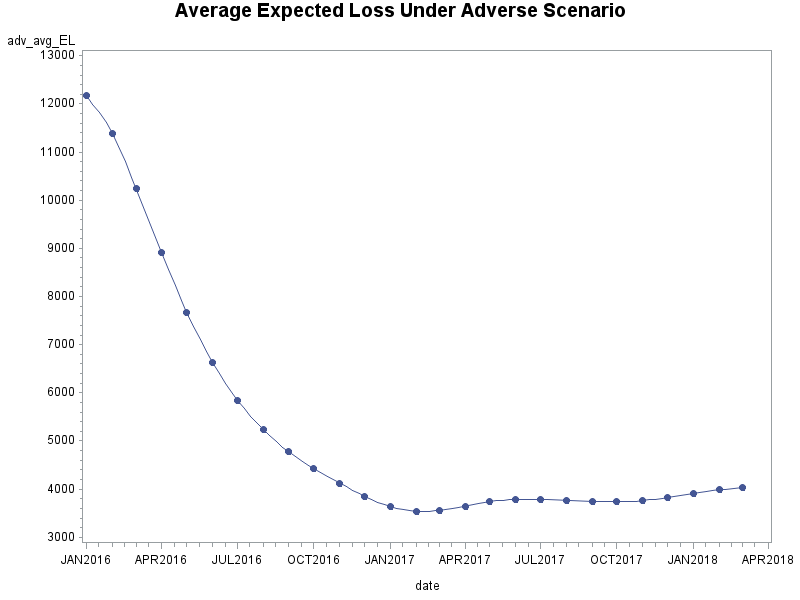 Average Expected Loss Under Adverse Scenario
adv_avg_EL
13000
12000
11000
10000
9000
8000
7000
6000
5000
4000
3000
JAN2016 APR2016 JUL2016 OCT2016 JAN2017 APR2017 JUL2017 OCT2017 JAN2018 APR2018
date